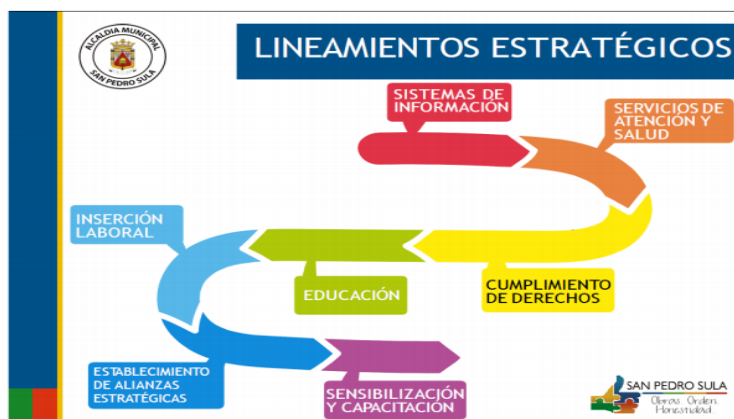 ALCALDIA MUNICIPAL
SAN PEDRO SULA
LINEAMIENTOS ESTRATÉGICOS
SISTEMAS DE
INFORMACIÓN
SERVICIOS DE
ATENCIÓN Y
SALUD
INSERCIÓN
LABORAL
EDUCACIÓN
CUMPLIMIENTO
DE DERECHOS
ESTABLECIMIENTO
DE ALIANZAS
ESTRATÉGICAS
SENSIBILIZACIÓN
Y CAPACITACIÓN
SAN PEDRO SULA
Obras. Orden.
Honestidad.